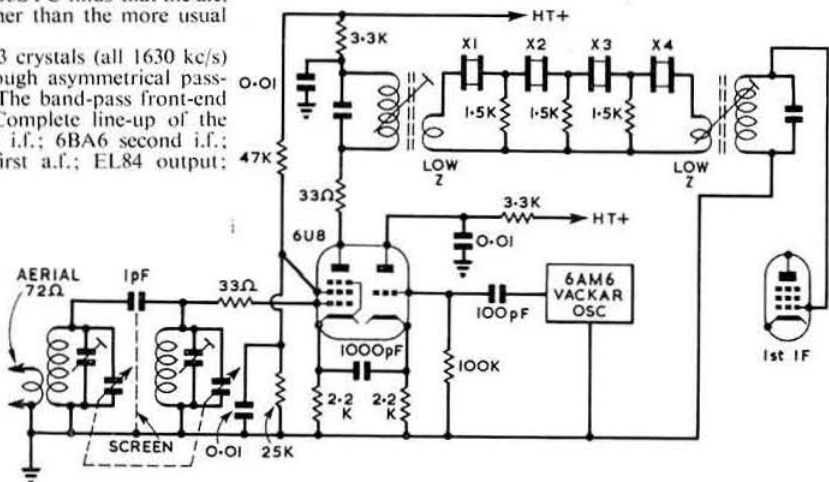 finds that the
her than the more usual
3 crystals (all 1630 kc/s)
ough asymmetrical pass-
The band-pass front-end
Complete line-up of the
i.f.; 6BA6 second i.f.;
irst a.f.; EL84 output;
HT+
3·3K
0·01
X1 X2 X3 X4
1·5K 1·5K 1·5K
LOW Z
LOW Z
47K
33Ω
3·3K
HT+
6U8
0·01
AERIAL 72Ω
1pF
33Ω
100pF
6AM6
VACKAR
OSC
1st IF
1000pF
100K
2·2 K
2·2 K
SCREEN
0·01
25K